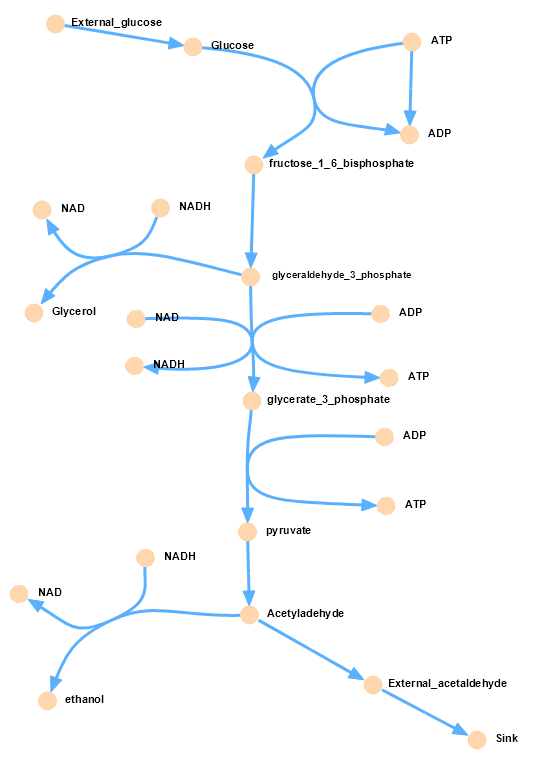 External_glucose
Glucose
ATP
ADP
fructose_1_6_bisphosphate
NAD
NADH
glyceraldehyde_3_phosphate
Glycerol
NAD
ADP
NADH
ATP
glycerate_3_phosphate
ADP
ATP
pyruvate
NADH
NAD
Acetyladehyde
External_acetaldehyde
ethanol
Sink